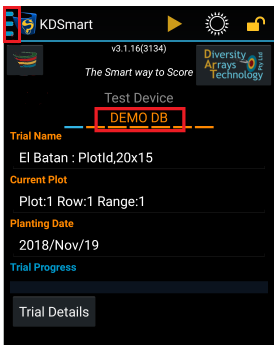 KDSmart
v3.1.16(3134)
The Smart way to Score
Diversity
Arrays
Technology
Pty Ltd
Test Device
DEMO DB
Trial Name
El Batan : PlotId,20x15
Current Plot
Plot:1 Row:1 Range:1
Planting Date
2018/Nov/19
Trial Progress
Trial Details